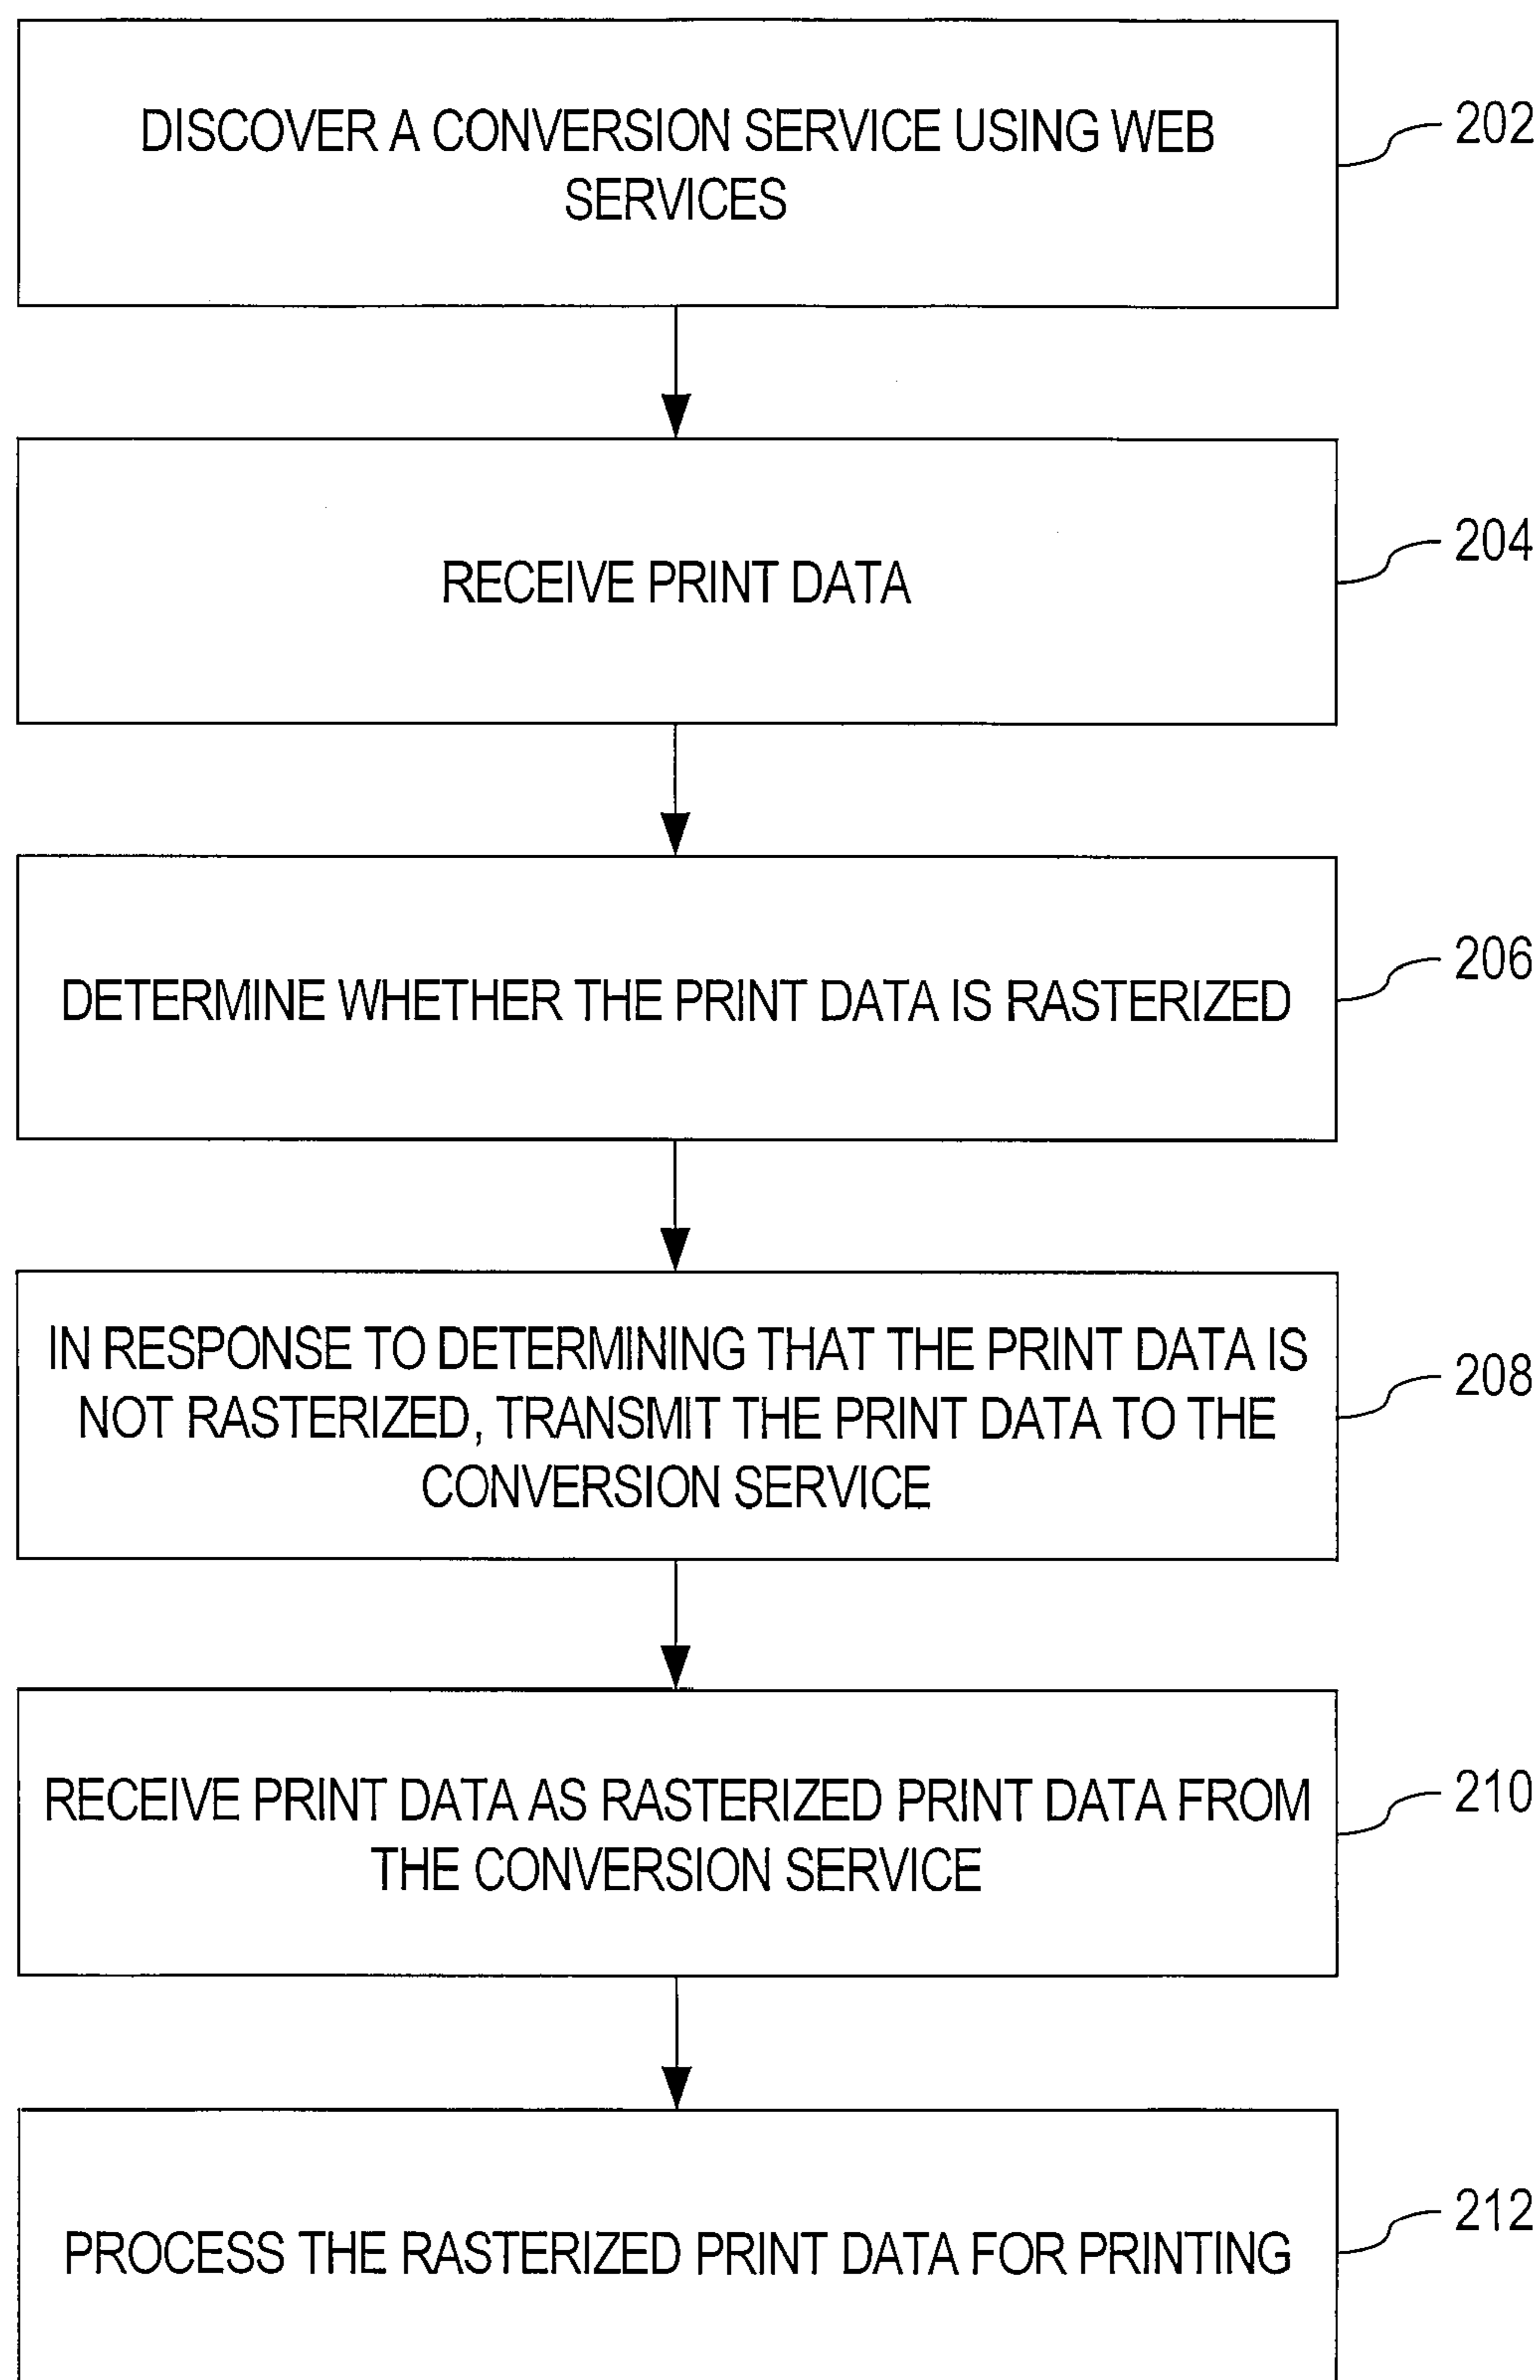 DISCOVER A CONVERSION SERVICE USING WEB
SERVICES
202
RECEIVE PRINT DATA
204
DETERMINE WHETHER THE PRINT DATA IS RASTERIZED
206
IN RESPONSE TO DETERMINING THAT THE PRINT DATA IS
NOT RASTERIZED, TRANSMIT THE PRINT DATA TO THE
CONVERSION SERVICE
208
RECEIVE PRINT DATA AS RASTERIZED PRINT DATA FROM
THE CONVERSION SERVICE
210
PROCESS THE RASTERIZED PRINT DATA FOR PRINTING
212